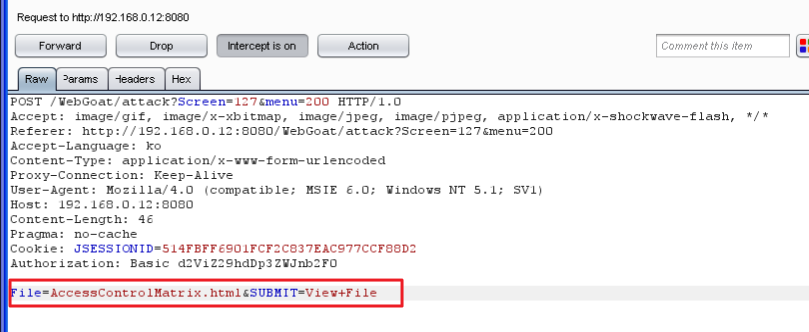 Request to http://192.168.0.12:8080
Forward
Drop
Intercept is on
Action
Comment this item
Raw
Params
Headers
Hex
POST /WebGoat/attack?Screen=127&menu=200 HTTP/1.0
Accept: image/gif, image/x-xbitmap, image/jpeg, image/pjpeg, application/x-shockwave-flash, */*
Referer: http://192.168.0.12:8080/WebGoat/attack?Screen=127&menu=200
Accept-Language: ko
Content-Type: application/x-www-form-urlencoded
Proxy-Connection: Keep-Alive
User-Agent: Mozilla/4.0 (compatible; MSIE 6.0; Windows NT 5.1; SV1)
Host: 192.168.0.12:8080
Content-Length: 46
Pragma: no-cache
Cookie: JSESSIONID=514FBFF6901FCF2C837EAC977CCF88D2
Authorization: Basic d2ViZ29hdDp3ZWJnb2F0
File=AccessControlMatrix.html&SUBMIT=View+File